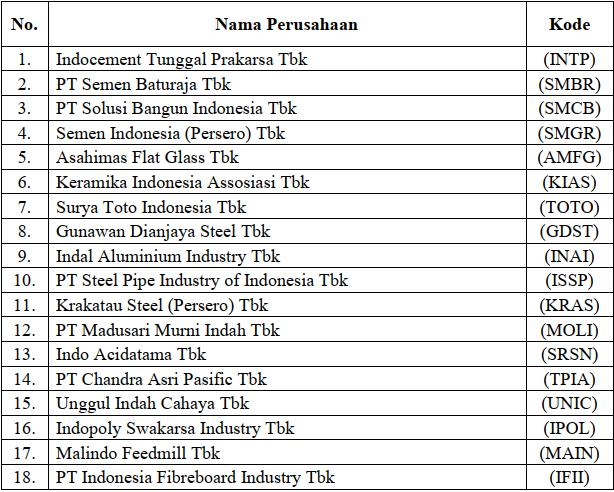 No. Nama Perusahaan Kode
1. Indocement Tunggal Prakarsa Tbk (INTP)
2. PT Semen Baturaja Tbk (SMBR)
3. PT Solusi Bangun Indonesia Tbk (SMCB)
4. Semen Indonesia (Persero) Tbk (SMGR)
5. Asahimas Flat Glass Tbk (AMFG)
6. Keramika Indonesia Assosiasi Tbk (KIAS)
7. Surya Toto Indonesia Tbk (TOTO)
8. Gunawan Dianjaya Steel Tbk (GDST)
9. Indal Aluminium Industry Tbk (INAI)
10. PT Steel Pipe Industry of Indonesia Tbk (ISSP)
11. Krakatau Steel (Persero) Tbk (KRAS)
12. PT Madusari Murni Indah Tbk (MOLI)
13. Indo Acidatama Tbk (SRSN)
14. PT Chandra Asri Pasific Tbk (TPIA)
15. Unggul Indah Cahaya Tbk (UNIC)
16. Indopoly Swakarsa Industry Tbk (IPOL)
17. Malindo Feedmill Tbk (MAIN)
18. PT Indonesia Fibreboard Industry Tbk (IFII)